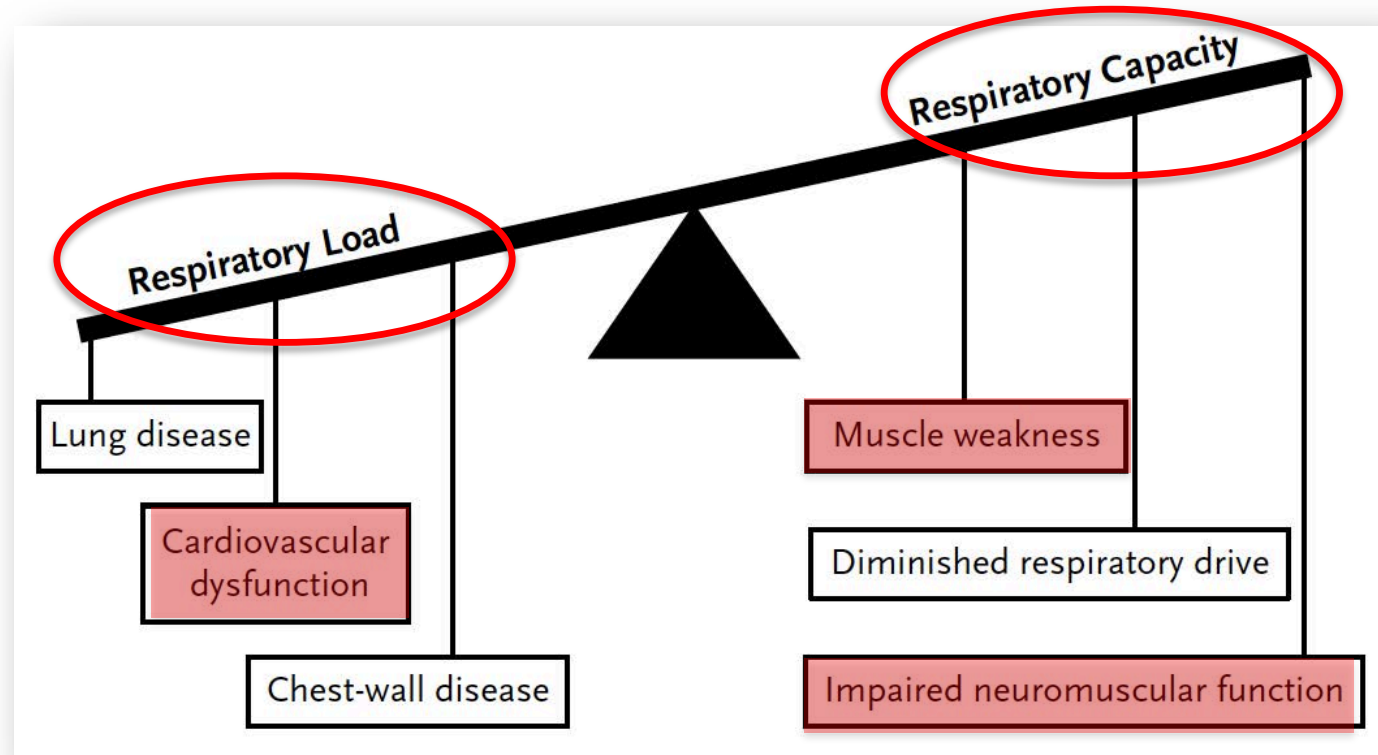 Respiratory Capacity
Respiratory Load
Lung disease
Cardiovascular
dysfunction
Chest-wall disease
Muscle weakness
Diminished respiratory drive
Impaired neuromuscular function